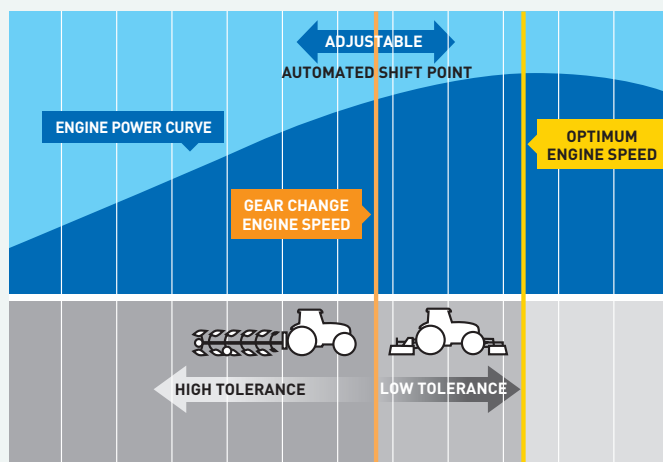 ADJUSTABLE
AUTOMATED SHIFT POINT
ENGINE POWER CURVE
OPTIMUM
ENGINE SPEED
GEAR CHANGE
ENGINE SPEED
HIGH TOLERANCE
LOW TOLERANCE